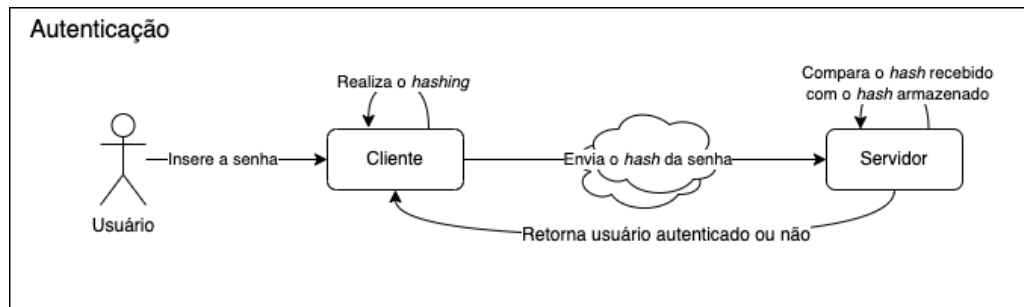 Autenticação
Realiza o hashing
Compara o hash recebido
com o hash armazenado
Insere a senha
Cliente
Envia o hash da senha
Servidor
Usuário
Retorna usuário autenticado ou não